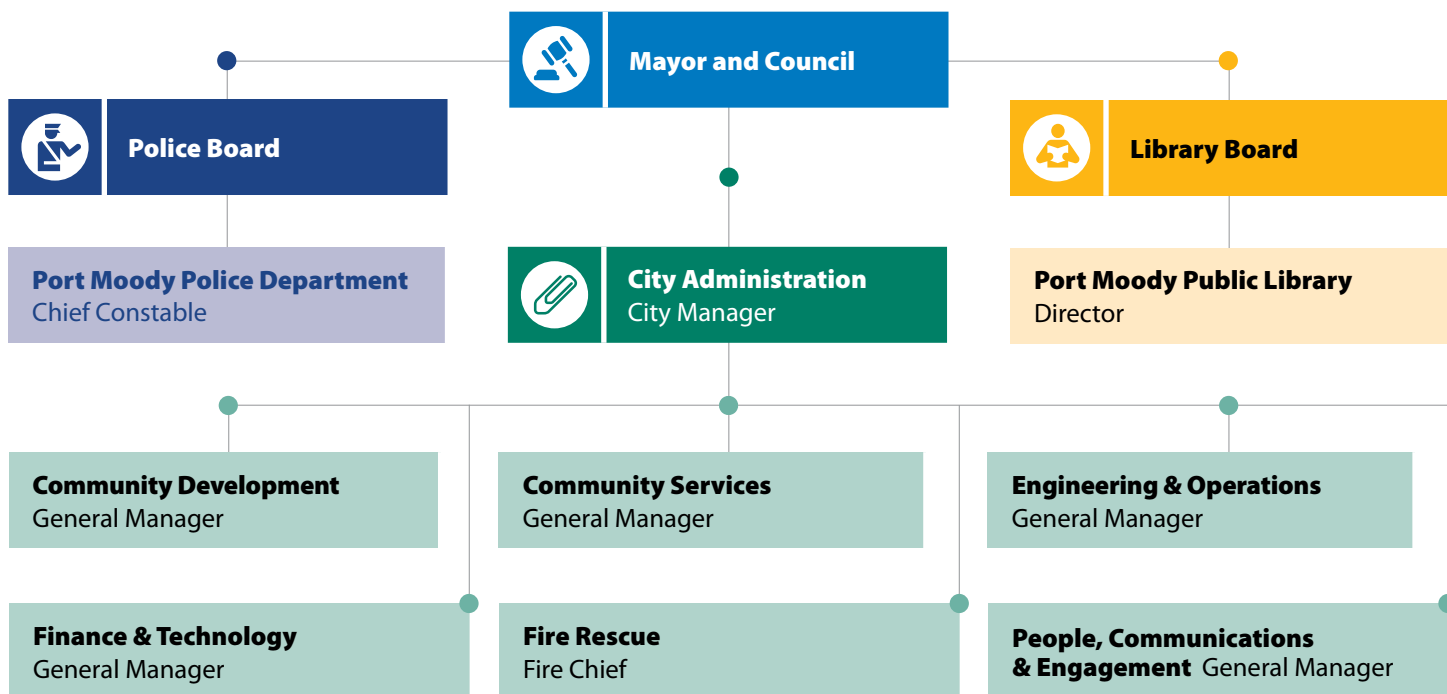 Mayor and Council
Police Board
Library Board
Port Moody Police Department
Chief Constable
City Administration
City Manager
Port Moody Public Library
Director
Community Development
General Manager
Community Services
General Manager
Engineering & Operations
General Manager
Finance & Technology
General Manager
Fire Rescue
Fire Chief
People, Communications
& Engagement General Manager